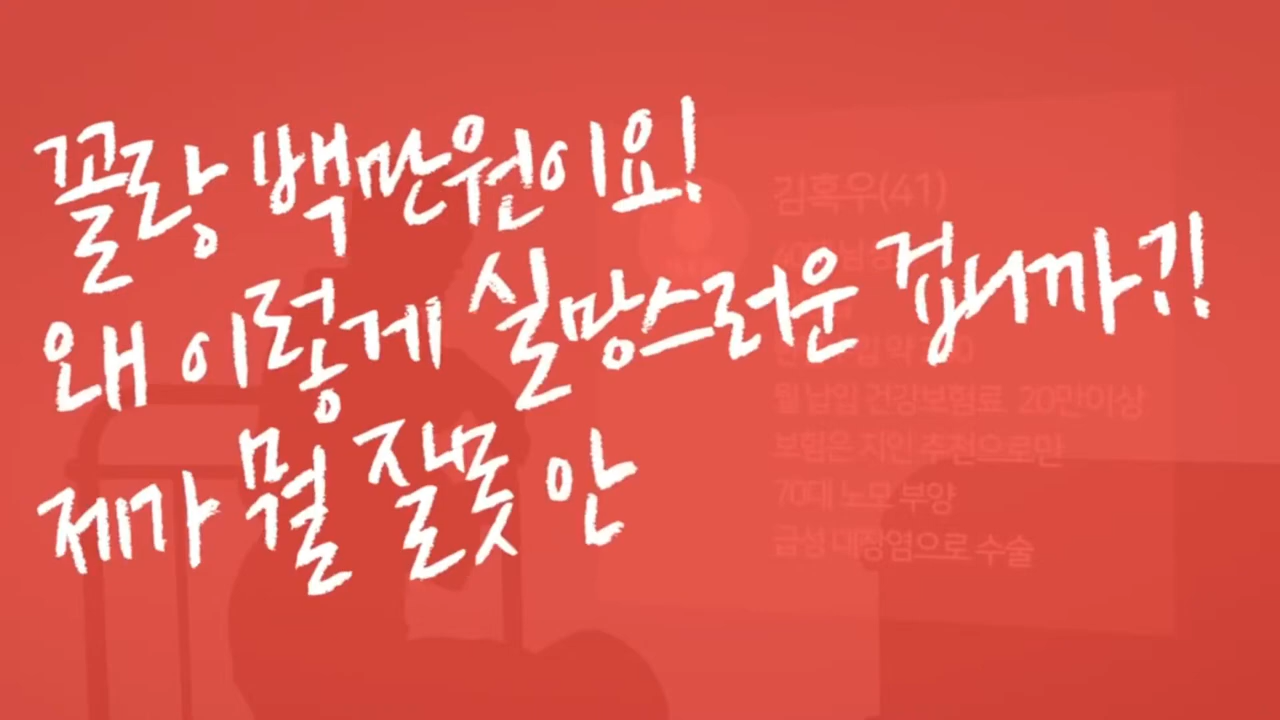 꼴랑 백만원이요!
왜 이렇게 실망스러운 겁니까?!
제가 뭘 잘못 안
김흑우(41)
월 납입 건강보험료 20만이상
보험은 지인 추천으로만
70대 노모 부양
급성 대장염으로 수술